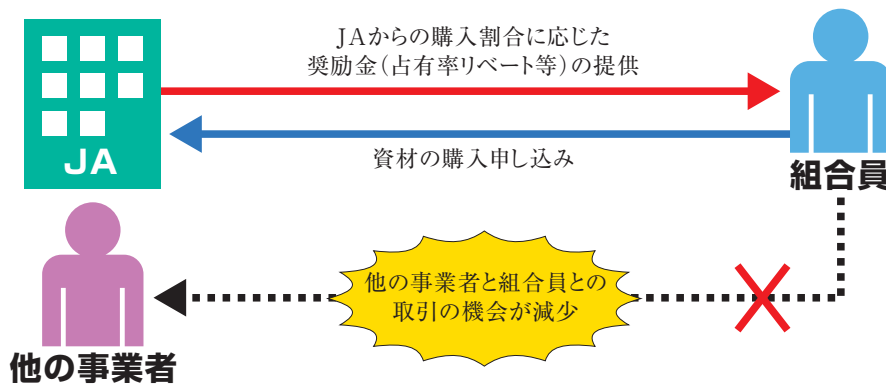 JAからの購入割合に応じた
奨励金（占有率リベート等）の提供
JA
資材の購入申し込み
組合員
他の事業者と組合員との
取引の機会が減少
他の事業者